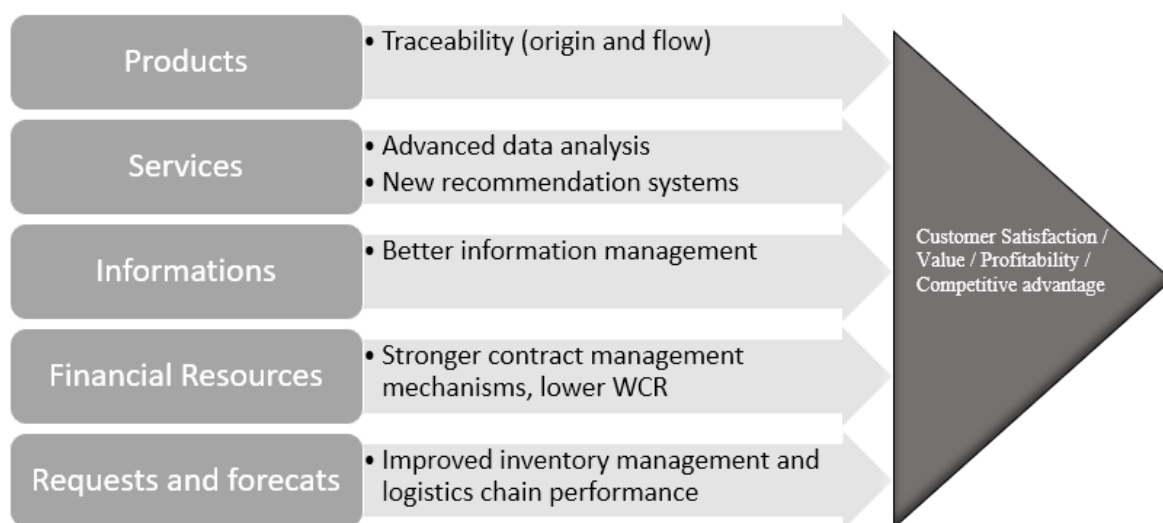 Products
• Traceability (origin and flow)
Services
• Advanced data analysis
• New recommendation systems
Informations
• Better information management
Financial Resources
• Stronger contract management
mechanisms, lower WCR
Requests and forecats
• Improved inventory management and
logistics chain performance
Customer Satisfaction /
Value / Profitability /
Competitive advantage